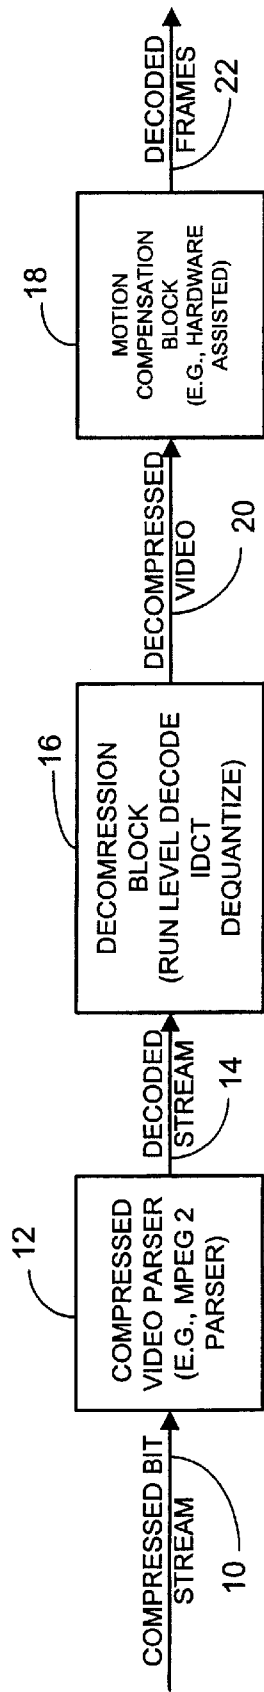 COMPRESSED BIT
STREAM
10
12
COMPRESSED
VIDEO PARSER
(E.G., MPEG 2
PARSER)
DECODED
STREAM
14
16
DECOMRESSION
BLOCK
(RUN LEVEL DECODE
IDCT
DEQUANTIZE)
DECOMPRESSED
VIDEO
20
18
MOTION
COMPENSATION
BLOCK
(E.G., HARDWARE
ASSISTED)
DECODED
FRAMES
22